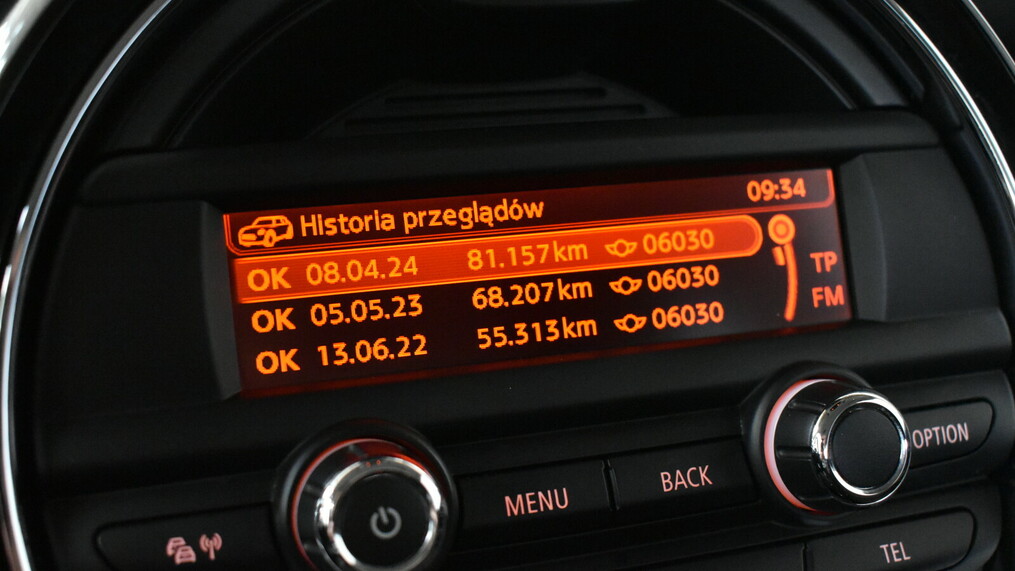 Historia przeglądów 09:34
OK 08.04.24 81.157km 06030
OK 05.05.23 68.207km 06030
OK 13.06.22 55.313km 06030
TP
FM
MENU
BACK
OPTION
TEL